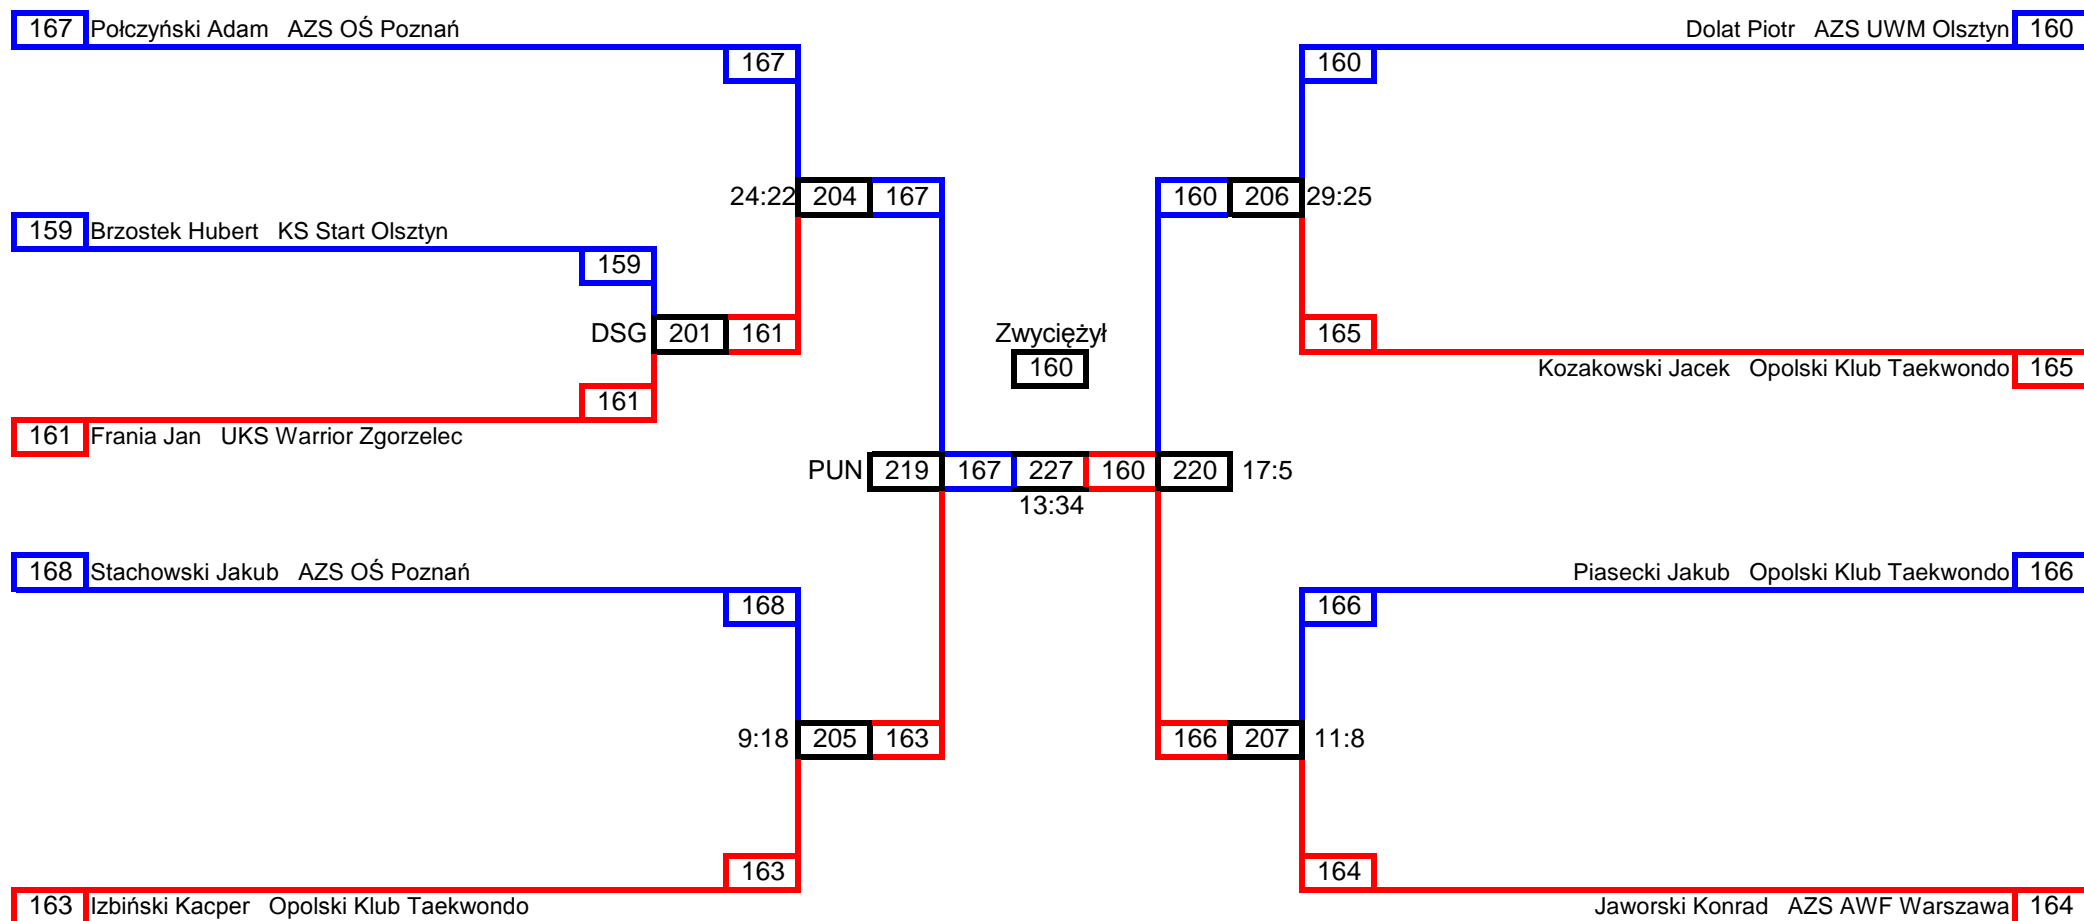 167 Połczyński Adam AZS OŚ Poznań
Dolat Piotr AZS UWM Olsztyn 160
167
160
24:22 204 167
160 206 29:25
159 Brzostek Hubert KS Start Olsztyn
159
DSG 201 161
Zwyciężył
160
165
Kozakowski Jacek Opolski Klub Taekwondo 165
161
161 Frania Jan UKS Warrior Zgorzelec
PUN 219 167 227 160 220 17:5
13:34
168 Stachowski Jakub AZS OŚ Poznań
Piasecki Jakub Opolski Klub Taekwondo 166
168
166
9:18 205 163
166 207 11:8
163
164
163 Izbiński Kacper Opolski Klub Taekwondo
Jaworski Konrad AZS AWF Warszawa 164